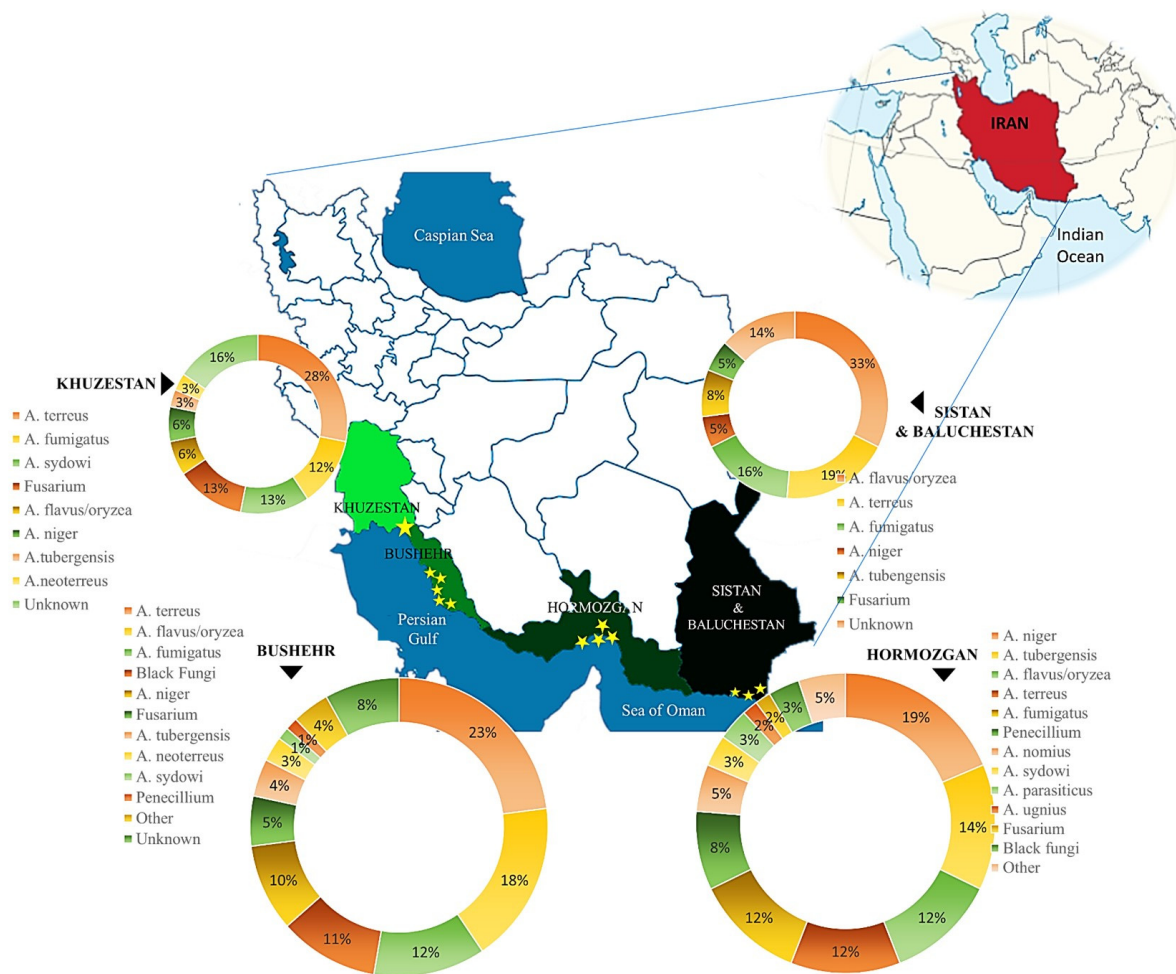 IRAN
Indian
Ocean
Caspian Sea
KHUZESTAN
16%
28%
12%
13%
13%
6%
6%
3%
3%
A. terreus
A. fumigatus
A. sydowi
Fusarium
A. flavus/oryzea
A. niger
A.tubergensis
A.neoterreus
Unknown
14%
33%
19%
16%
5%
8%
5%
SISTAN
& BALUCHESTAN
A. flavus/oryzea
A. terreus
A. fumigatus
A. niger
A. tubengensis
Fusarium
Unknown
KHUZESTAN
BUSHEHR
Persian
Gulf
HORMOZGAN
SISTAN
&
BALUCHESTAN
Sea of Oman
A. terreus
A. flavus/oryzea
A. fumigatus
Black Fungi
A. niger
Fusarium
A. tubergensis
A. neoterreus
A. sydowi
Penecillium
Other
Unknown
BUSHEHR
23%
18%
12%
11%
10%
5%
4%
3%
1%
1%
4%
8%
HORMOZGAN
A. niger
A. tubergensis
A. flavus/oryzea
A. terreus
A. fumigatus
Penecillium
A. nomius
A. sydowi
A. parasiticus
A. ugnius
Fusarium
Black fungi
Other
19%
14%
12%
12%
12%
8%
5%
3%
3%
2%
2%
3%
5%